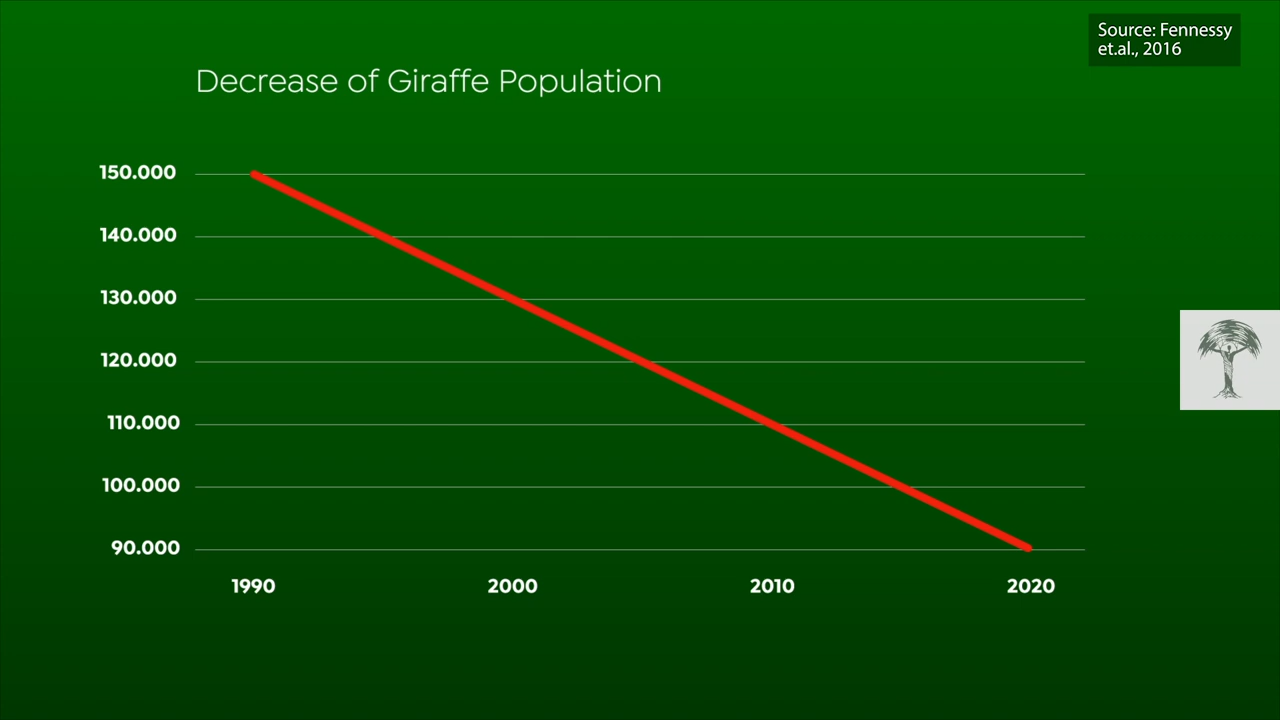 Source: Fennessy
et.al., 2016
Decrease of Giraffe Population
150.000
140.000
130.000
120.000
110.000
100.000
90.000
1990 2000 2010 2020